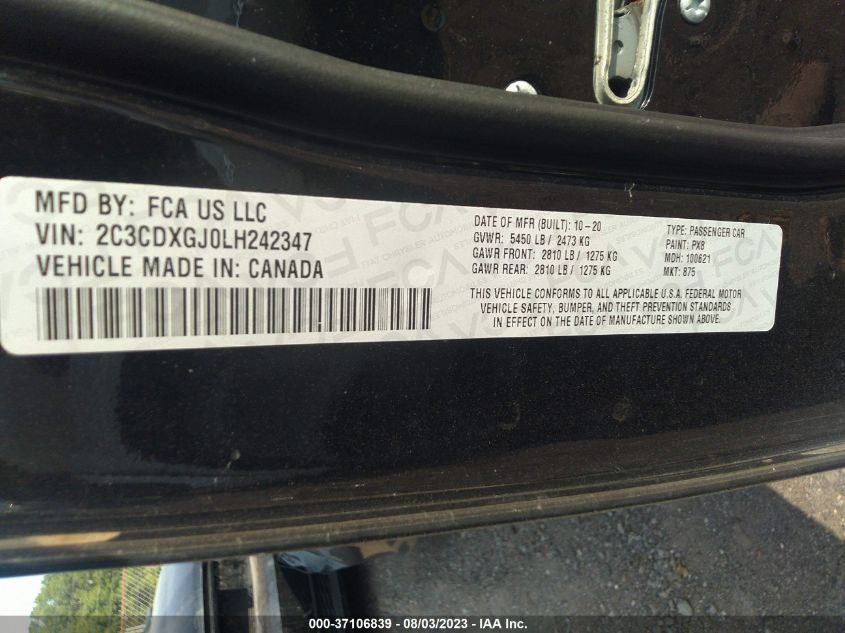 MFD BY: FCA US LLC
VIN: 2C3CDXGJ0LH242347
VEHICLE MADE IN: CANADA
DATE OF MFR (BUILT): 10-20
GVWR: 5450 LB / 2473 KG
GAWR FRONT: 2810 LB / 1275 KG
GAWR REAR: 2810 LB / 1275 KG
TYPE: PASSENGER CAR
PAINT: PX8
MDH: 100621
MKT: 875
THIS VEHICLE CONFORMS TO ALL APPLICABLE U.S.A. FEDERAL MOTOR
VEHICLE SAFETY, BUMPER, AND THEFT PREVENTION STANDARDS
IN EFFECT ON THE DATE OF MANUFACTURE SHOWN ABOVE.
000-37106839 - 08/03/2023 - IAA Inc.